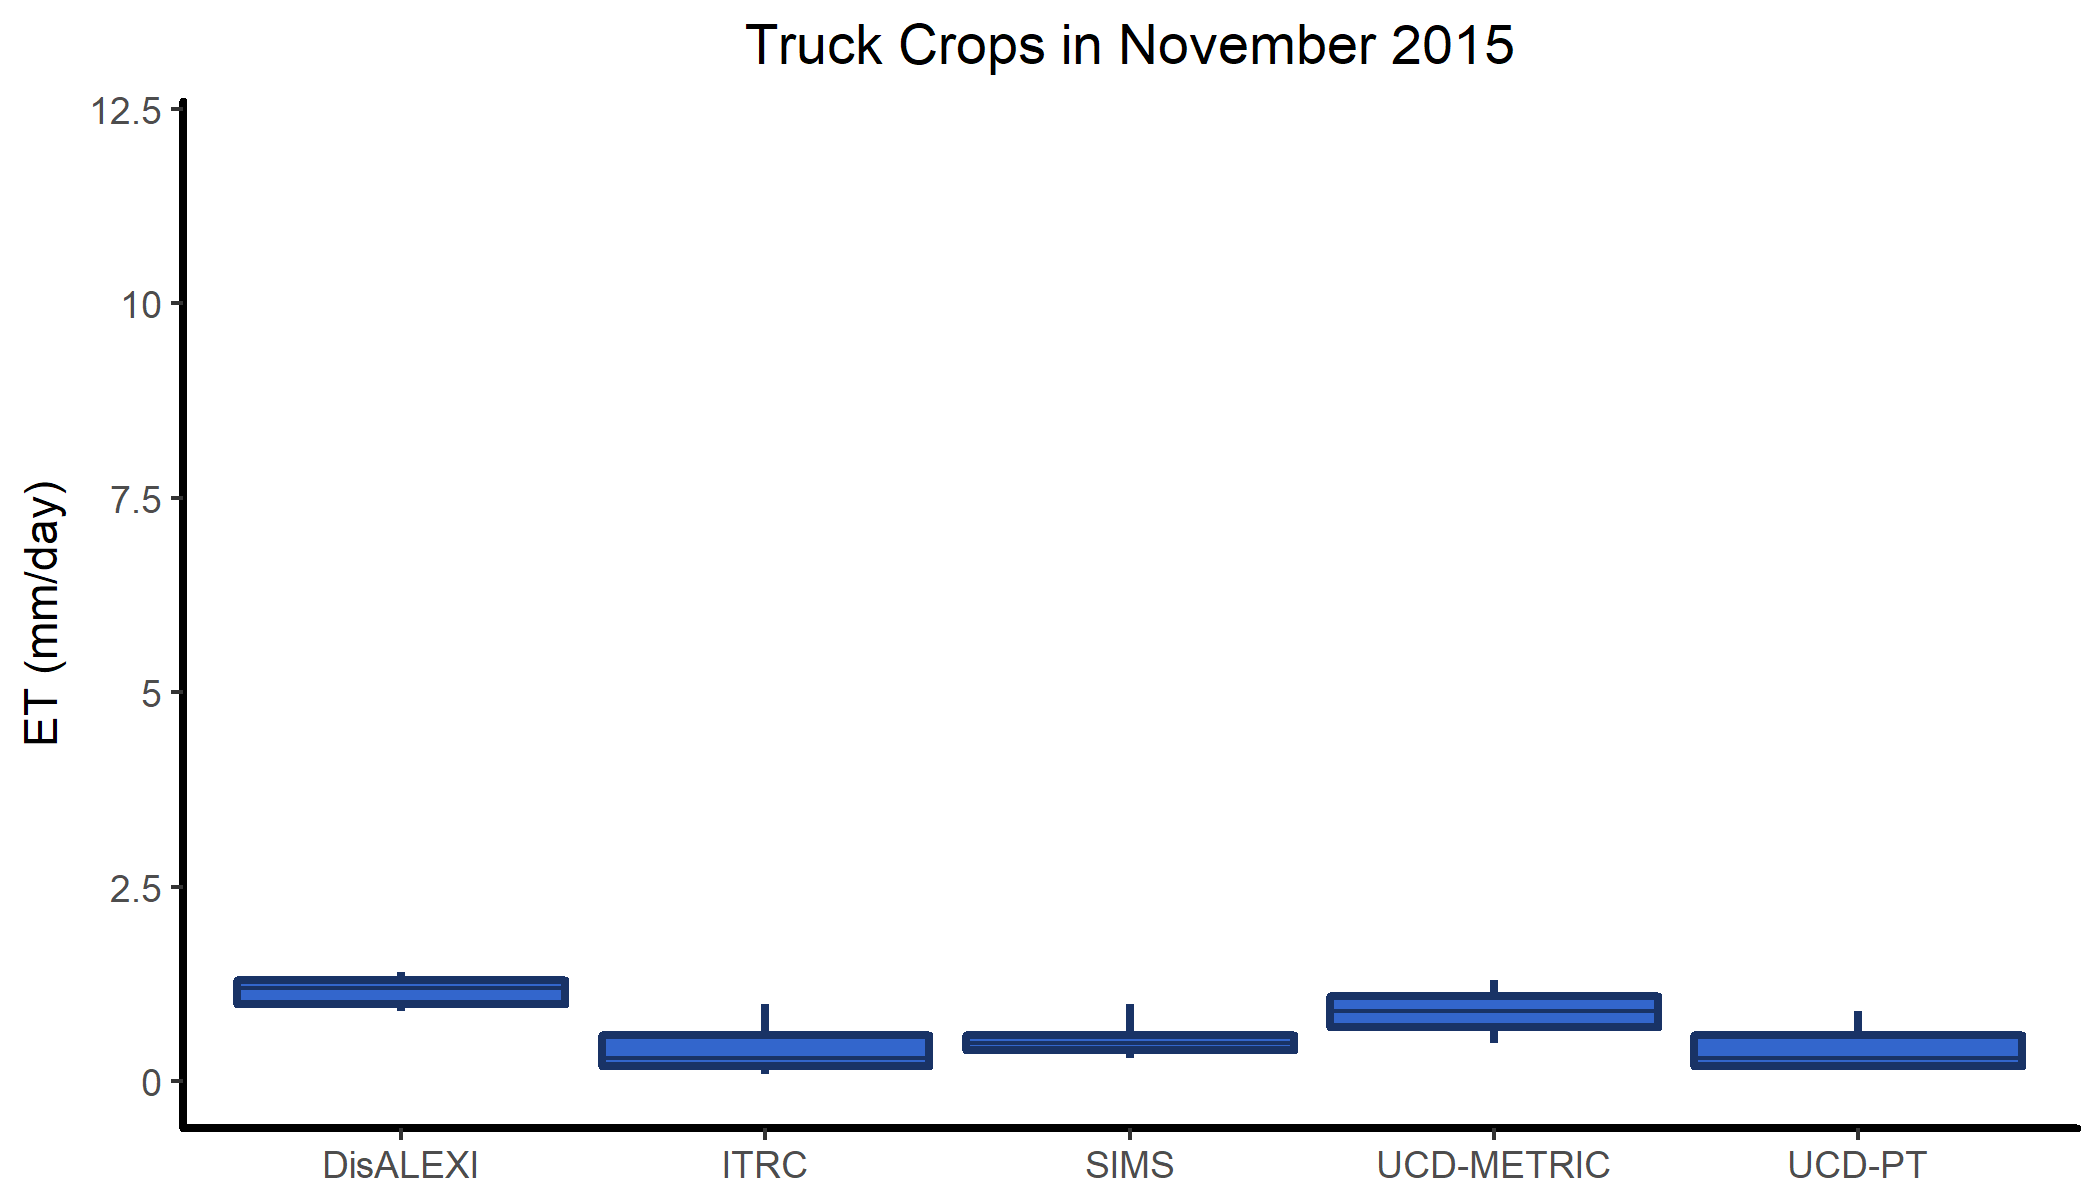 Truck Crops in November 2015
12.5
10
7.5
5
2.5
0
ET (mm/day)
DisALEXI ITRC SIMS UCD-METRIC UCD-PT